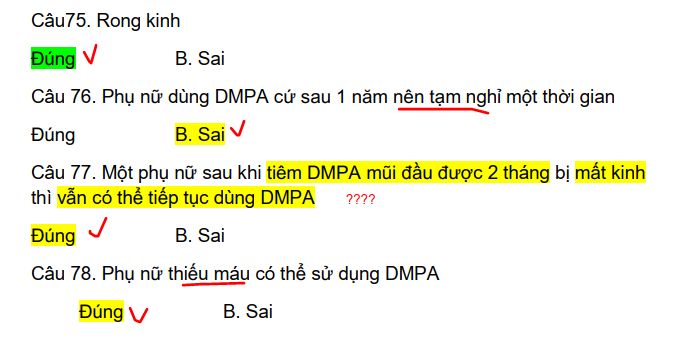 Câu75. Rong kinh
Đúng B. Sai
Câu 76. Phụ nữ dùng DMPA cứ sau 1 năm nên tạm nghỉ một thời gian
Đúng B. Sai
Câu 77. Một phụ nữ sau khi tiêm DMPA mũi đầu được 2 tháng bị mất kinh
thì vẫn có thể tiếp tục dùng DMPA ????
Đúng B. Sai
Câu 78. Phụ nữ thiếu máu có thể sử dụng DMPA
Đúng B. Sai